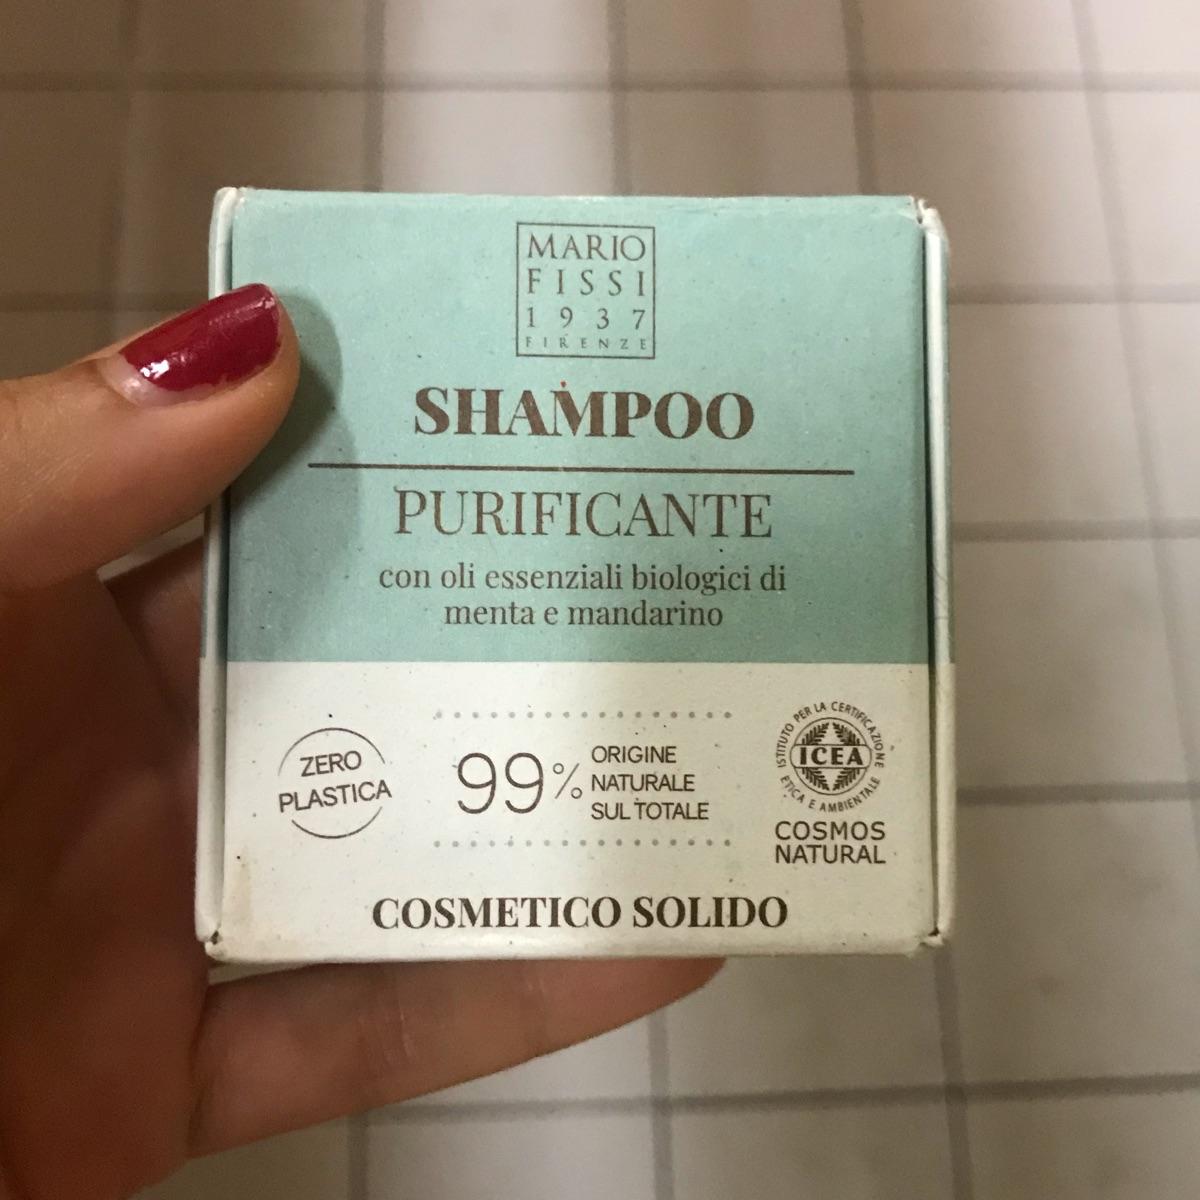 MARIO
FISSI
1937
FIRENZE
SHAMPOO
PURIFICANTE
con oli essenziali biologici di
menta e mandarino
ZERO
PLASTICA
99%
ORIGINE
NATURALE
SUL TOTALE
ISTITUTO PER LA CERTIFICAZIONE
ETICA E AMBIENTALE
ICEA
COSMOS
NATURAL
COSMETICO SOLIDO